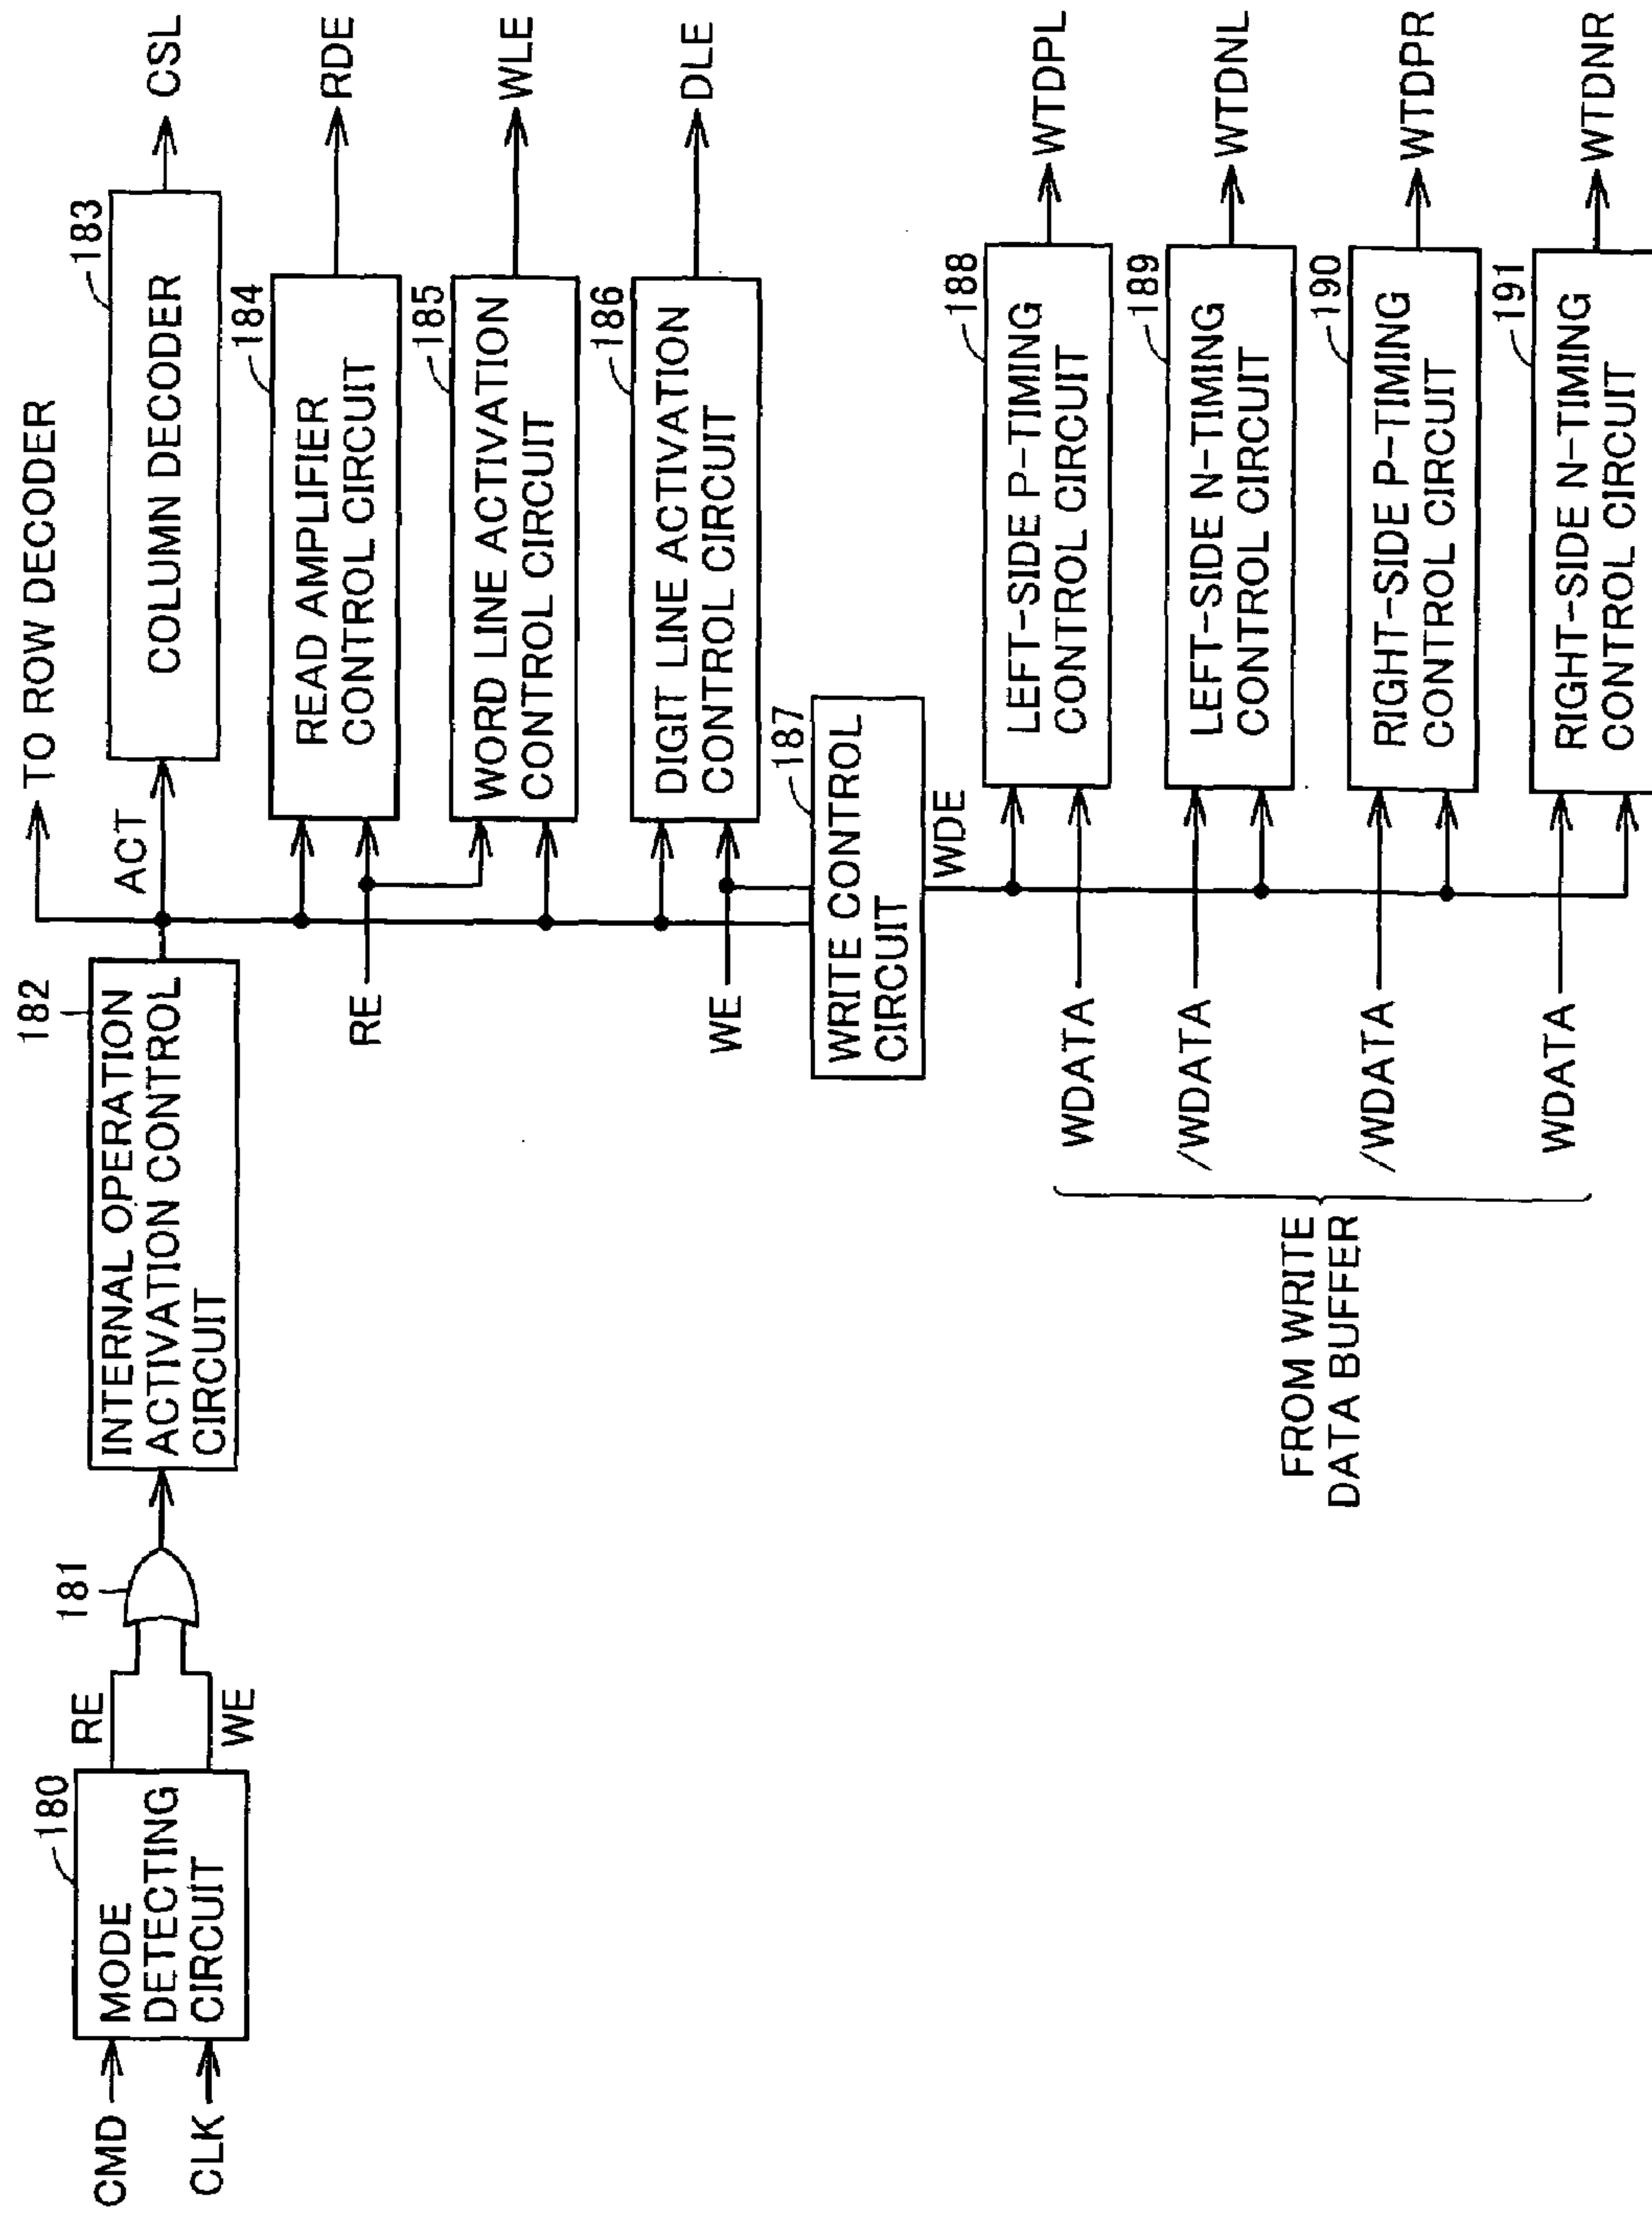 CMD
CLK
180
MODE
DETECTING
CIRCUIT
RE
WE
181
182
INTERNAL OPERATION
ACTIVATION CONTROL
CIRCUIT
TO ROW DECODER
ACT
183
COLUMN DECODER
CSL
RE
184
READ AMPLIFIER
CONTROL CIRCUIT
RDE
185
WORD LINE ACTIVATION
CONTROL CIRCUIT
WLE
WE
186
DIGIT LINE ACTIVATION
CONTROL CIRCUIT
DLE
187
WRITE CONTROL
CIRCUIT
WDE
FROM WRITE
DATA BUFFER
WDATA
188
LEFT-SIDE P-TIMING
CONTROL CIRCUIT
WTDPL
/WDATA
189
LEFT-SIDE N-TIMING
CONTROL CIRCUIT
WTDNL
/WDATA
190
RIGHT-SIDE P-TIMING
CONTROL CIRCUIT
WTDPR
WDATA
191
RIGHT-SIDE N-TIMING
CONTROL CIRCUIT
WTDNR